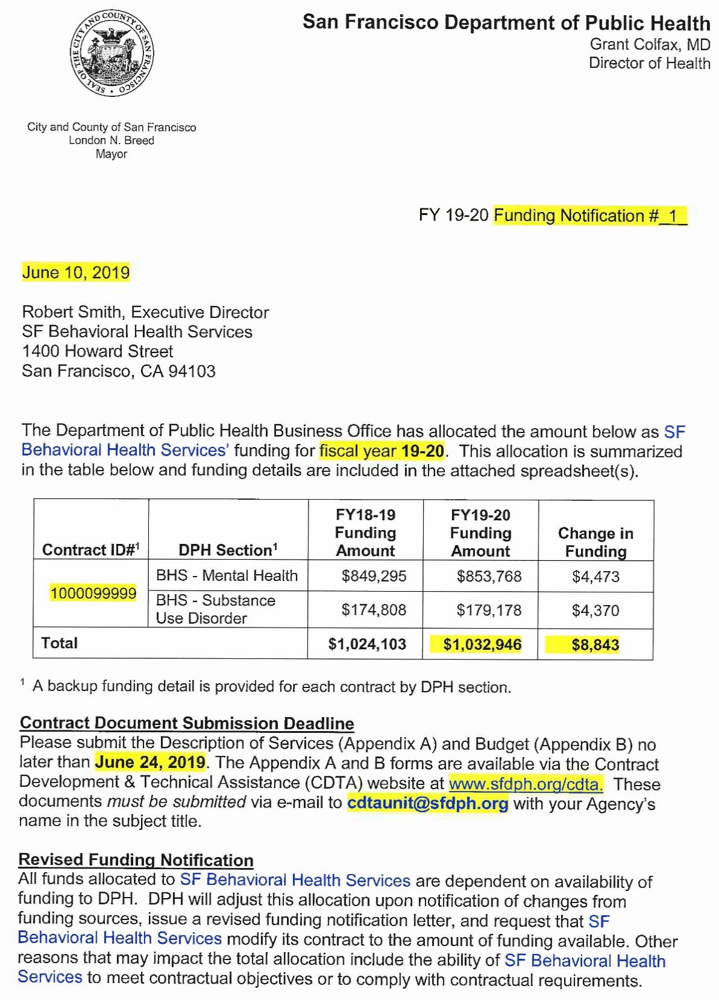 SEAL OF THE CITY AND COUNTY OF SAN FRANCISCO
San Francisco Department of Public Health
Grant Colfax, MD
Director of Health
City and County of San Francisco
London N. Breed
Mayor
FY 19-20 Funding Notification # 1
June 10, 2019
Robert Smith, Executive Director
SF Behavioral Health Services
1400 Howard Street
San Francisco, CA 94103
The Department of Public Health Business Office has allocated the amount below as SF
Behavioral Health Services' funding for fiscal year 19-20.  This allocation is summarized
in the table below and funding details are included in the attached spreadsheet(s).
Contract ID#¹ DPH Section¹ FY18-19 Funding Amount FY19-20 Funding Amount Change in Funding
1000099999 BHS - Mental Health $849,295 $853,768 $4,473
BHS - Substance Use Disorder $174,808 $179,178 $4,370
Total $1,024,103 $1,032,946 $8,843
¹ A backup funding detail is provided for each contract by DPH section.
Contract Document Submission Deadline
Please submit the Description of Services (Appendix A) and Budget (Appendix B) no
later than June 24, 2019. The Appendix A and B forms are available via the Contract
Development & Technical Assistance (CDTA) website at www.sfdph.org/cdta.  These
documents must be submitted via e-mail to cdtaunit@sfdph.org with your Agency's
name in the subject title.
Revised Funding Notification
All funds allocated to SF Behavioral Health Services are dependent on availability of
funding to DPH.  DPH will adjust this allocation upon notification of changes from
funding sources, issue a revised funding notification letter, and request that SF
Behavioral Health Services modify its contract to the amount of funding available. Other
reasons that may impact the total allocation include the ability of SF Behavioral Health
Services to meet contractual objectives or to comply with contractual requirements.